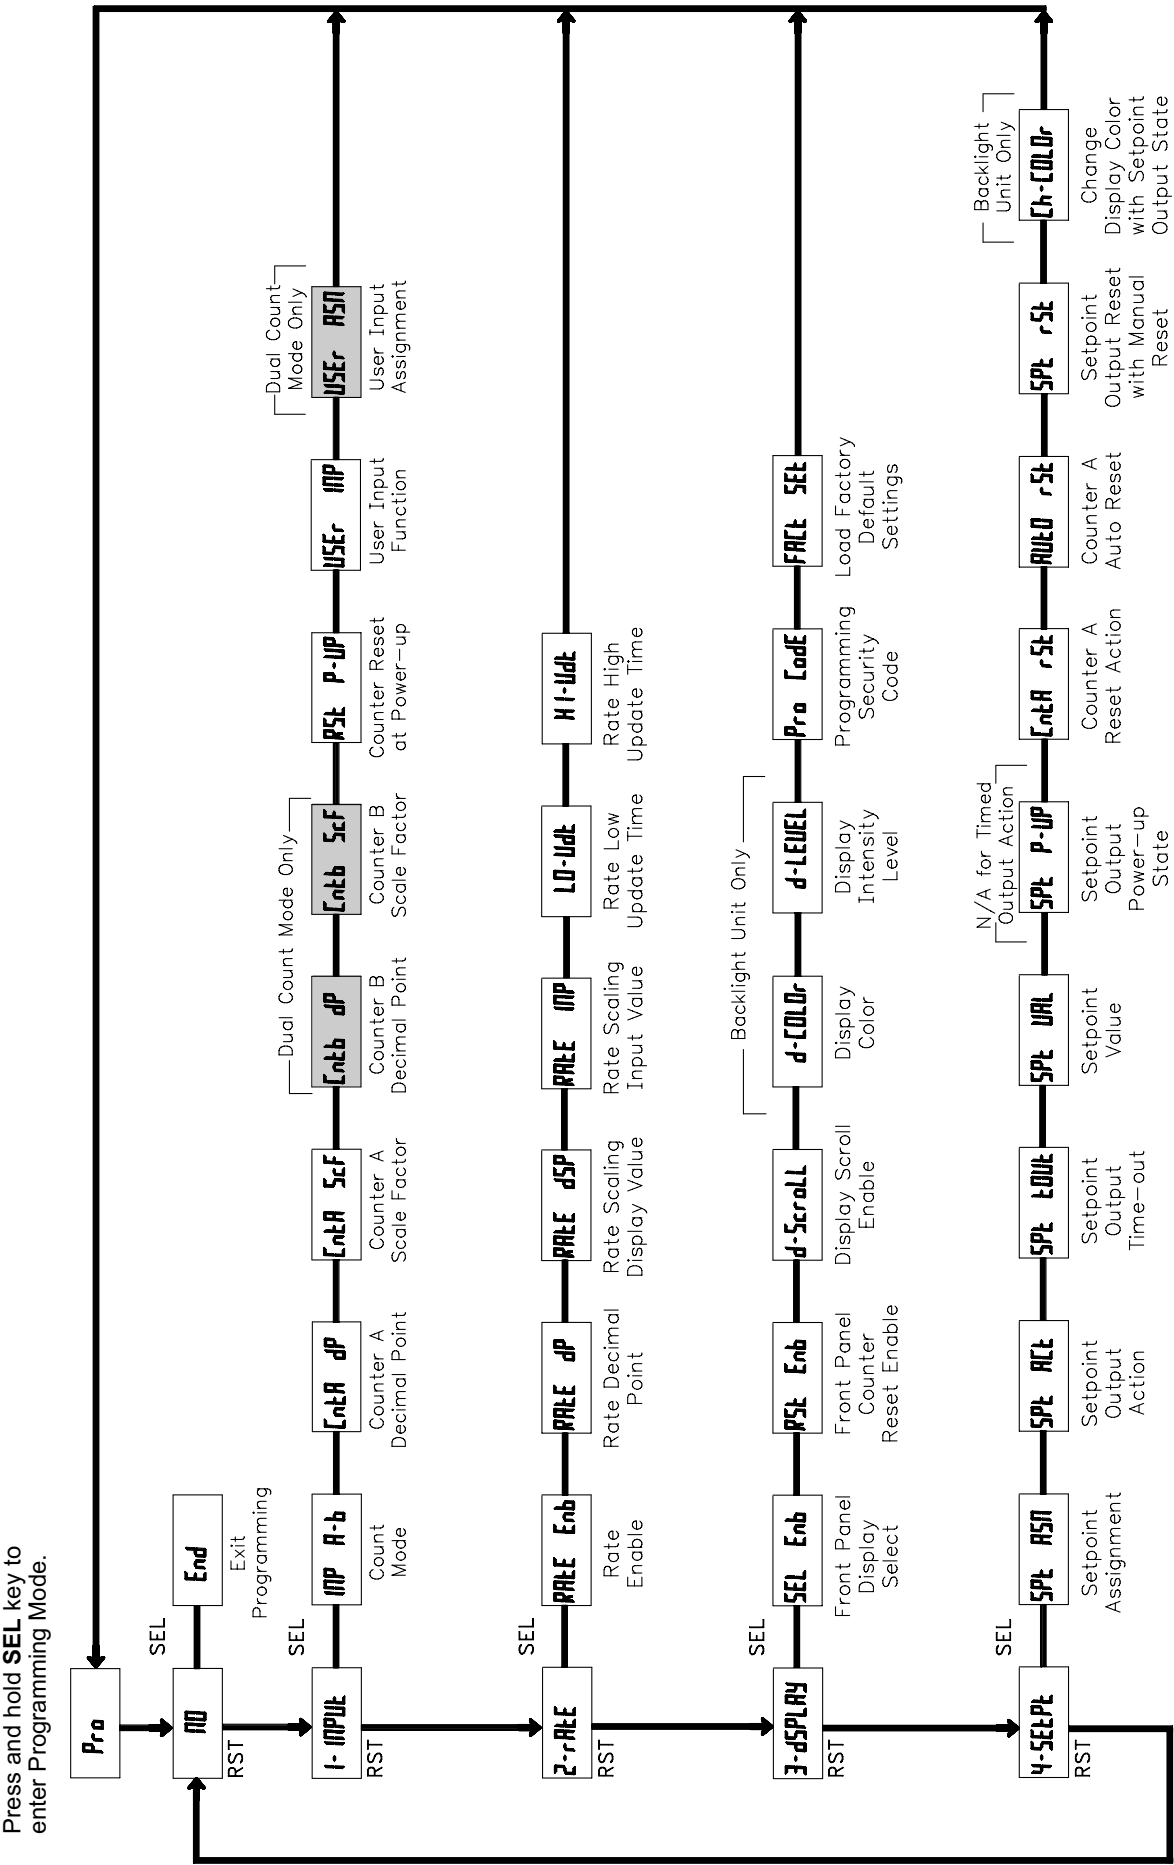 Press and hold SEL key to
enter Programming Mode.
Pro
NO
SEL
End
Exit
Programming
RST
1-INPUt
SEL
RST
INP A-b
Count
Mode
CntA dP
Counter A
Decimal Point
CntA ScF
Counter A
Scale Factor
Dual Count Mode Only
Cntb dP
Counter B
Decimal Point
Cntb ScF
Counter B
Scale Factor
RSt P-UP
Counter Reset
at Power-up
USEr INP
User Input
Function
Dual Count
Mode Only
USEr ASN
User Input
Assignment
2-rAtE
SEL
RST
RAtE Enb
Rate
Enable
RAtE dP
Rate Decimal
Point
RAtE dSP
Rate Scaling
Display Value
RAtE INP
Rate Scaling
Input Value
LO-Udt
Rate Low
Update Time
HI-Udt
Rate High
Update Time
3-dSPLAY
SEL
RST
SEL Enb
Front Panel
Display
Select
RSt Enb
Front Panel
Counter
Reset Enable
d-ScroLL
Display Scroll
Enable
Backlight Unit Only
d-COLOr
Display
Color
d-LEVEL
Display
Intensity
Level
Pro CodE
Programming
Security
Code
FACt SEt
Load Factory
Default
Settings
4-SEtPt
SEL
RST
SPt ASN
Setpoint
Assignment
SPt ACt
Setpoint
Output
Action
SPt tOUt
Setpoint
Output
Time-out
SPt VAL
Setpoint
Value
N/A for Timed
Output Action
SPt P-UP
Setpoint
Output
Power-up
State
CntA rSt
Counter A
Reset Action
AUtO rSt
Counter A
Auto Reset
SPt rSt
Setpoint
Output Reset
with Manual
Reset
Backlight
Unit Only
Ch-COLOr
Change
Display Color
with Setpoint
Output State